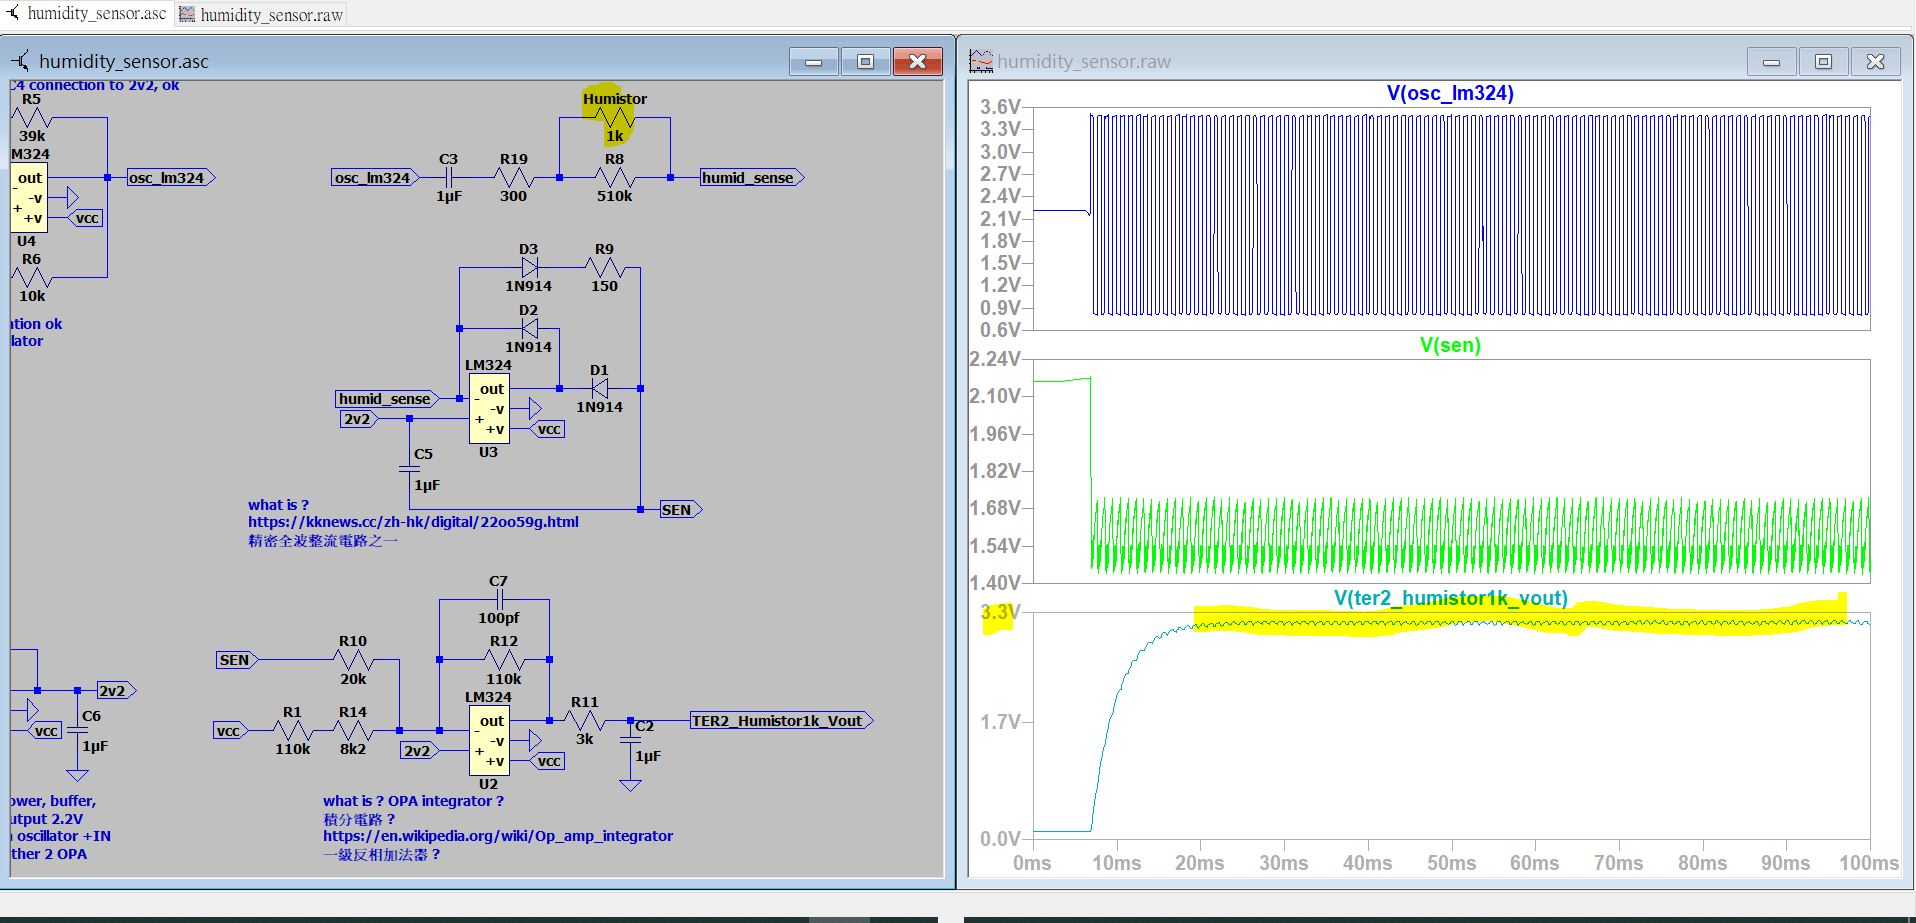 humidity_sensor.asc
humidity_sensor.raw
humidity_sensor.asc
C4 connection to 2v2, ok
R5
39k
M324
out
-
-v
+
+v
vcc
U4
osc_lm324
R6
10k
ation ok
lator
Humistor
1k
osc_lm324
C3
1µF
R19
300
R8
510k
humid_sense
D3
1N914
R9
150
D2
1N914
LM324
D1
1N914
humid_sense
2v2
out
-
-v
+
+v
vcc
U3
C5
1µF
SEN
what is ?
https://kknews.cc/zh-hk/digital/22oo59g.html
精密全波整流電路之一
C7
100pf
R12
110k
SEN
R10
20k
vcc
R1
110k
R14
8k2
2v2
LM324
out
-
-v
+
+v
vcc
U2
R11
3k
C2
1µF
TER2_Humistor1k_Vout
2v2
vcc
C6
1µF
ower, buffer,
utput 2.2V
oscillator +IN
ther 2 OPA
what is ? OPA integrator ?
積分電路 ?
https://en.wikipedia.org/wiki/Op_amp_integrator
一級反相加法器 ?
humidity_sensor.raw
V(osc_lm324)
3.6V
3.3V
3.0V
2.7V
2.4V
2.1V
1.8V
1.5V
1.2V
0.9V
0.6V
V(sen)
2.24V
2.10V
1.96V
1.82V
1.68V
1.54V
1.40V
V(ter2_humistor1k_vout)
3.3V
1.7V
0.0V
0ms 10ms 20ms 30ms 40ms 50ms 60ms 70ms 80ms 90ms 100ms